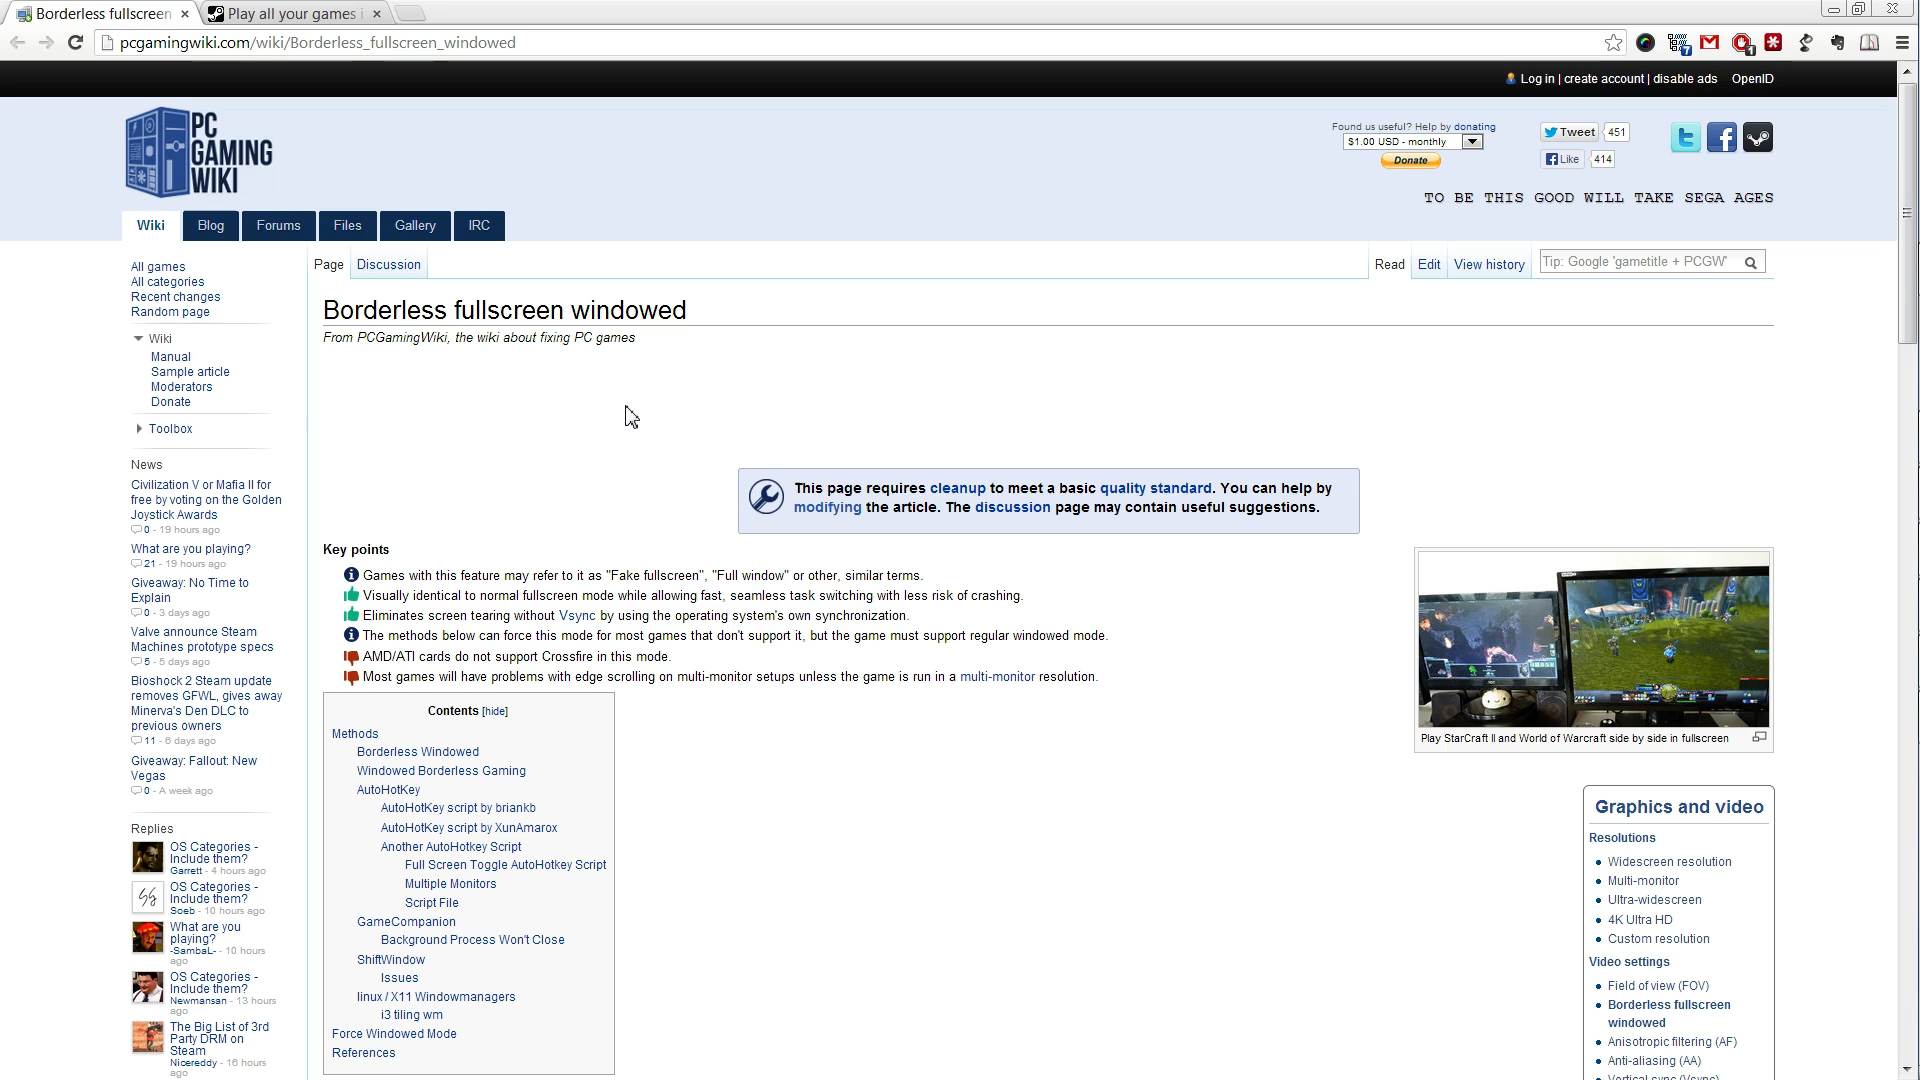 Borderless fullscreen
Play all your games i
pcgamingwiki.com/wiki/Borderless_fullscreen_windowed
7
1
Log in | create account | disable ads OpenID
PC
GAMING
WIKI
Found us useful? Help by donating
$1.00 USD - monthly
Donate
Tweet 451
Like 414
TO BE THIS GOOD WILL TAKE SEGA AGES
Wiki Blog Forums Files Gallery IRC
All games
All categories
Recent changes
Random page
Wiki
Manual
Sample article
Moderators
Donate
Toolbox
News
Civilization V or Mafia II for
free by voting on the Golden
Joystick Awards
0 - 19 hours ago
What are you playing?
21 - 19 hours ago
Giveaway: No Time to
Explain
0 - 3 days ago
Valve announce Steam
Machines prototype specs
5 - 5 days ago
Bioshock 2 Steam update
removes GFWL, gives away
Minerva's Den DLC to
previous owners
11 - 6 days ago
Giveaway: Fallout: New
Vegas
0 - A week ago
Replies
OS Categories -
Include them?
Garrett - 4 hours ago
OS Categories -
Include them?
Soeb - 10 hours ago
What are you
playing?
-SambaL- - 10 hours
ago
OS Categories -
Include them?
Newmansan - 13 hours
ago
The Big List of 3rd
Party DRM on
Steam
Nicereddy - 16 hours
ago
Page Discussion
Read Edit View history
Tip: Google 'gametitle + PCGW'
Borderless fullscreen windowed
From PCGamingWiki, the wiki about fixing PC games
This page requires cleanup to meet a basic quality standard. You can help by
modifying the article. The discussion page may contain useful suggestions.
Key points
Games with this feature may refer to it as "Fake fullscreen", "Full window" or other, similar terms.
Visually identical to normal fullscreen mode while allowing fast, seamless task switching with less risk of crashing.
Eliminates screen tearing without Vsync by using the operating system's own synchronization.
The methods below can force this mode for most games that don't support it, but the game must support regular windowed mode.
AMD/ATI cards do not support Crossfire in this mode.
Most games will have problems with edge scrolling on multi-monitor setups unless the game is run in a multi-monitor resolution.
Contents [hide]
Methods
Borderless Windowed
Windowed Borderless Gaming
AutoHotKey
AutoHotKey script by briankb
AutoHotKey script by XunAmarox
Another AutoHotkey Script
Full Screen Toggle AutoHotkey Script
Multiple Monitors
Script File
GameCompanion
Background Process Won't Close
ShiftWindow
Issues
linux / X11 Windowmanagers
i3 tiling wm
Force Windowed Mode
References
Play StarCraft II and World of Warcraft side by side in fullscreen
Graphics and video
Resolutions
Widescreen resolution
Multi-monitor
Ultra-widescreen
4K Ultra HD
Custom resolution
Video settings
Field of view (FOV)
Borderless fullscreen
windowed
Anisotropic filtering (AF)
Anti-aliasing (AA)
Vertical sync (Vsync)